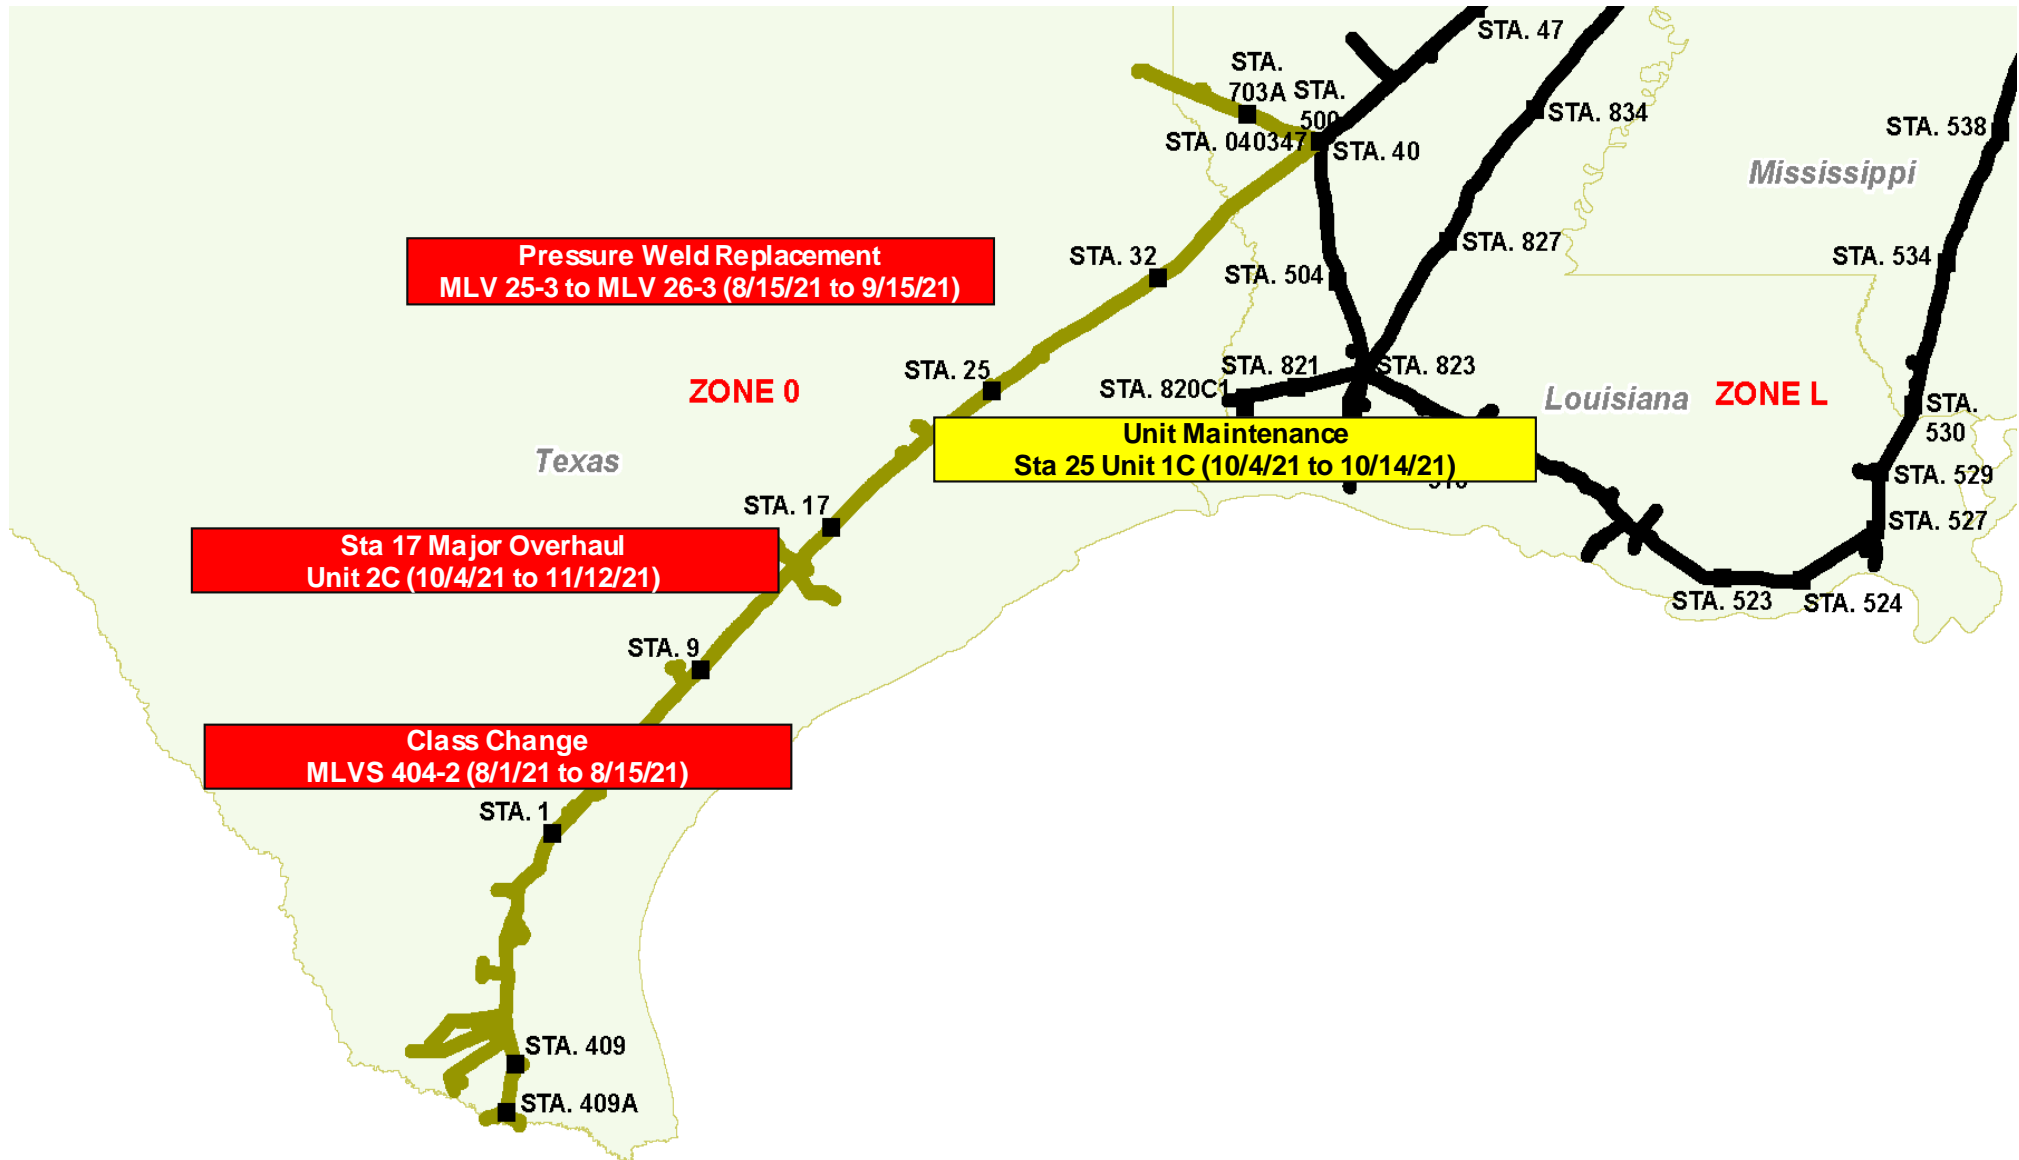 STA. 47
STA.
703A
STA.
500
STA. 834
STA. 538
STA. 040347
STA. 40
Mississippi
Pressure Weld Replacement
MLV 25-3 to MLV 26-3 (8/15/21 to 9/15/21)
STA. 32
STA. 504
STA. 827
STA. 534
STA. 25
ZONE 0
STA. 821
STA. 823
STA. 820C1
Louisiana
ZONE L
STA.
530
Unit Maintenance
Sta 25 Unit 1C (10/4/21 to 10/14/21)
Texas
STA. 529
STA. 17
STA. 527
Sta 17 Major Overhaul
Unit 2C (10/4/21 to 11/12/21)
STA. 523
STA. 524
STA. 9
Class Change
MLVS 404-2 (8/1/21 to 8/15/21)
STA. 1
STA. 409
STA. 409A